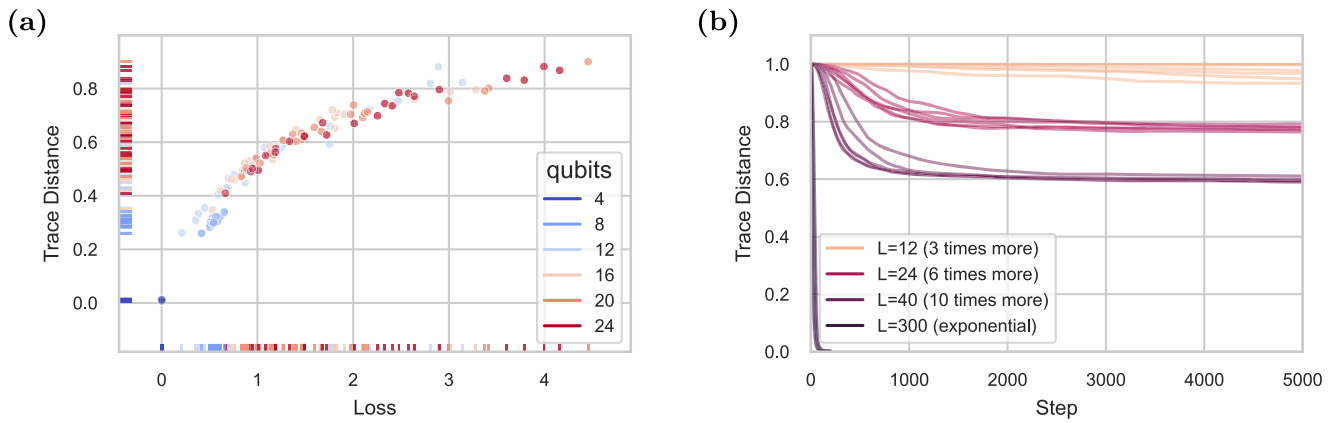 (a)
Trace Distance
0.8
0.6
0.4
0.2
0.0
0
1
2
3
4
Loss
qubits
4
8
12
16
20
24
(b)
Trace Distance
1.0
0.8
0.6
0.4
0.2
0.0
0
1000
2000
3000
4000
5000
Step
L=12 (3 times more)
L=24 (6 times more)
L=40 (10 times more)
L=300 (exponential)